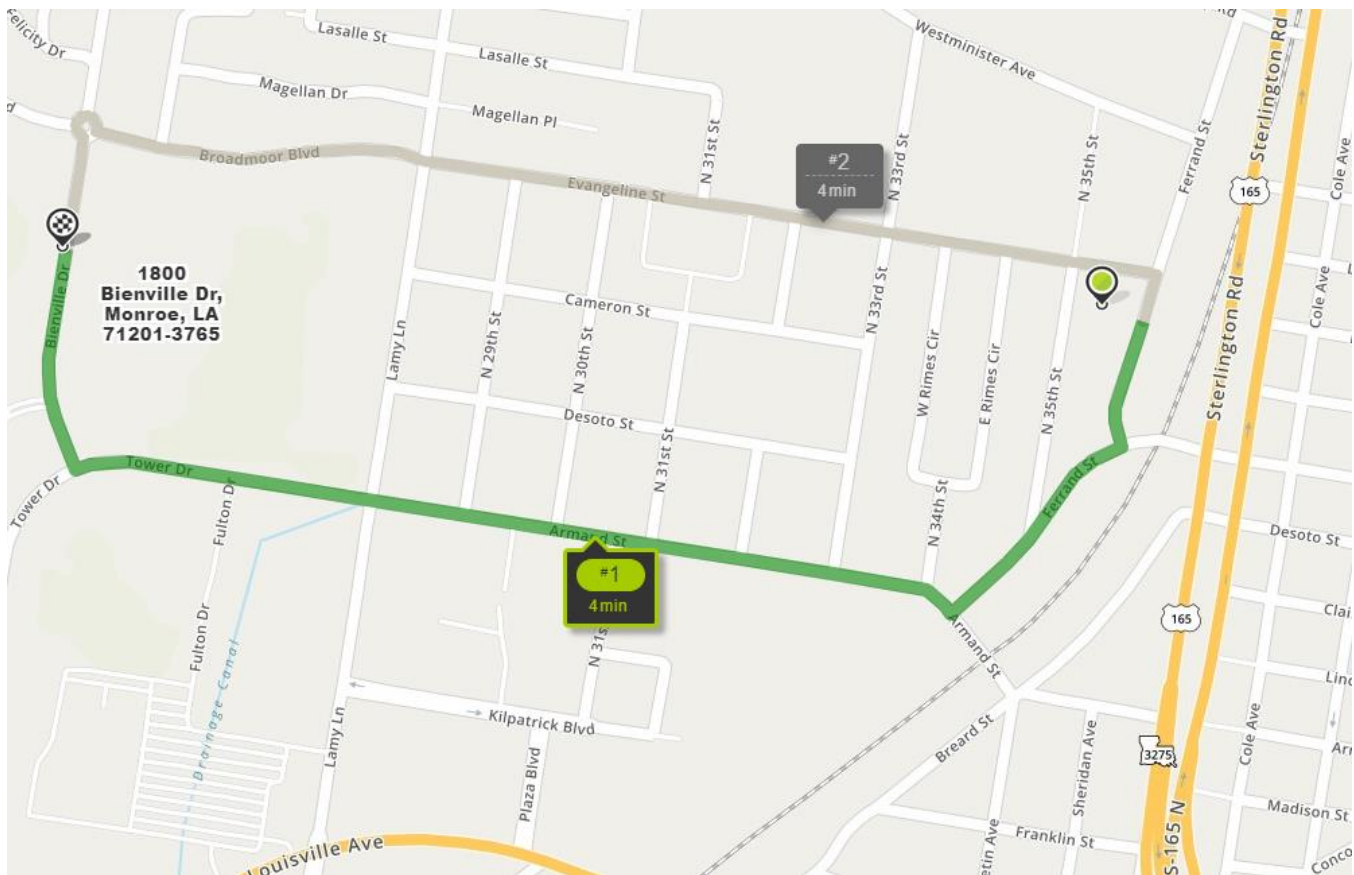 Felicity Dr
Lasalle St
Lasalle St
Westminister Ave
Rd
Sterlington Rd
Magellan Dr
Magellan Pl
N 31st St
N 33rd St
N 35th St
Ferrand St
Cole Ave
Broadmoor Blvd
Evangeline St
#2
4 min
165
1800
Bienville Dr,
Monroe, LA
71201-3765
Bienville Dr
Cameron St
N 33rd St
Cole Ave
Lamy Ln
N 29th St
N 30th St
W Rimes Cir
E Rimes Cir
N 35th St
Sterlington Rd
Desoto St
N 31st St
Tower Dr
Tower Dr
Fulton Dr
Ferrand St
N 34th St
Armand St
Desoto St
#1
4 min
Fulton Dr
N 31s
Armand St
165
Drainage Canal
Lamy Ln
Kilpatrick Blvd
Plaza Blvd
Breard St
Sheridan Ave
Cole Ave
3275
Madison St
Franklin St
Louisville Ave
S-165 N